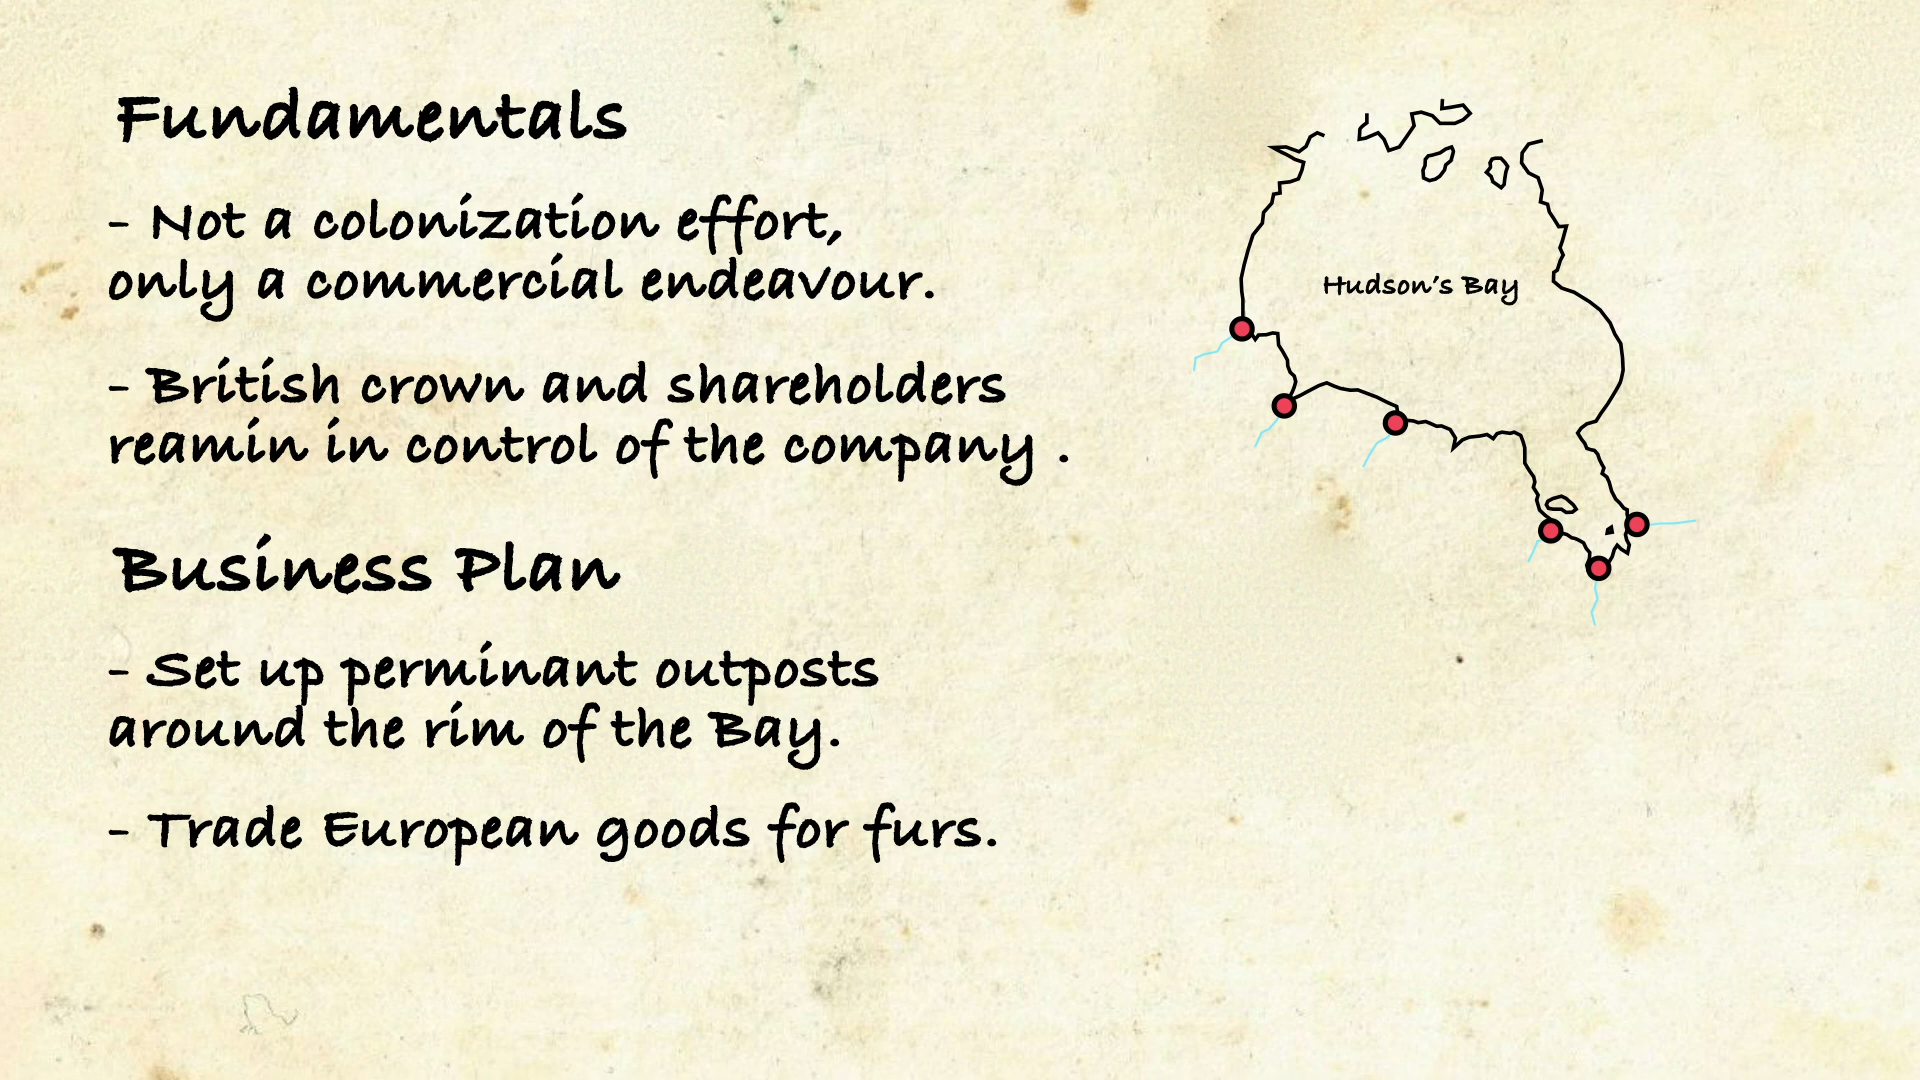 Fundamentals
- Not a colonization effort,
only a commercial endeavour.
- British crown and shareholders
reamin in control of the company .
Business Plan
- Set up perminant outposts
around the rim of the Bay.
- Trade European goods for furs.
Hudson's Bay